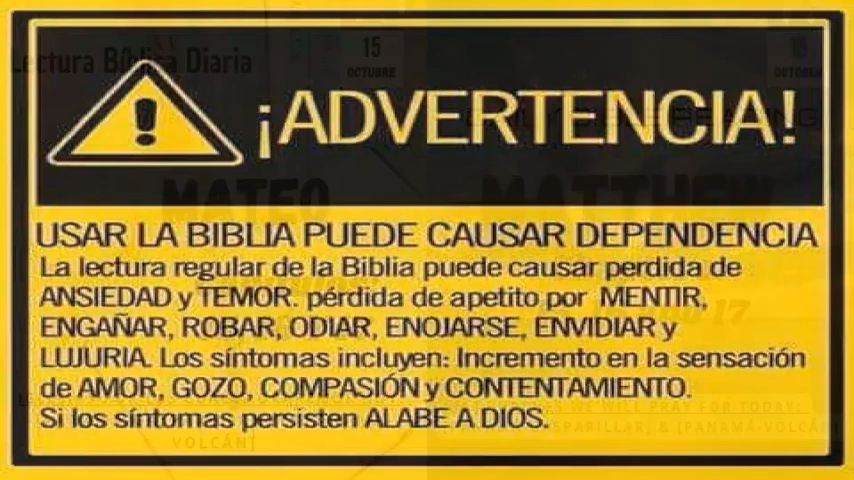 Lectura Bíblica Diaria
15
OCTUBRE
¡ADVERTENCIA!
MATEO
MATTHEW
USAR LA BIBLIA PUEDE CAUSAR DEPENDENCIA
La lectura regular de la Biblia puede causar perdida de
ANSIEDAD y TEMOR. pérdida de apetito por MENTIR,
ENGAÑAR, ROBAR, ODIAR, ENOJARSE, ENVIDIAR y
LUJURIA. Los síntomas incluyen: Incremento en la sensación
de AMOR, GOZO, COMPASIÓN y CONTENTAMIENTO.
Si los síntomas persisten ALABE A DIOS.